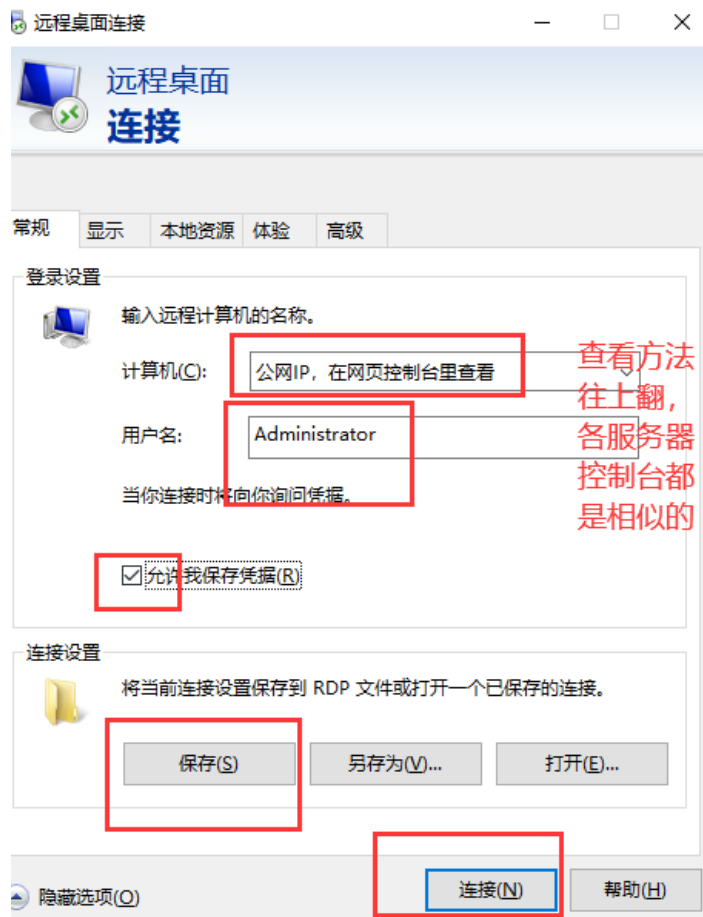 远程桌面连接
远程桌面
连接
常规 显示 本地资源 体验 高级
登录设置
输入远程计算机的名称。
计算机(C): 公网IP，在网页控制台里查看
用户名: Administrator
当你连接时将向你询问凭据。
允许我保存凭据(R)
查看方法
往上翻，
各服务器
控制台都
是相似的
连接设置
将当前连接设置保存到 RDP 文件或打开一个已保存的连接。
保存(S) 另存为(V)... 打开(E)...
隐藏选项(O) 连接(N) 帮助(H)